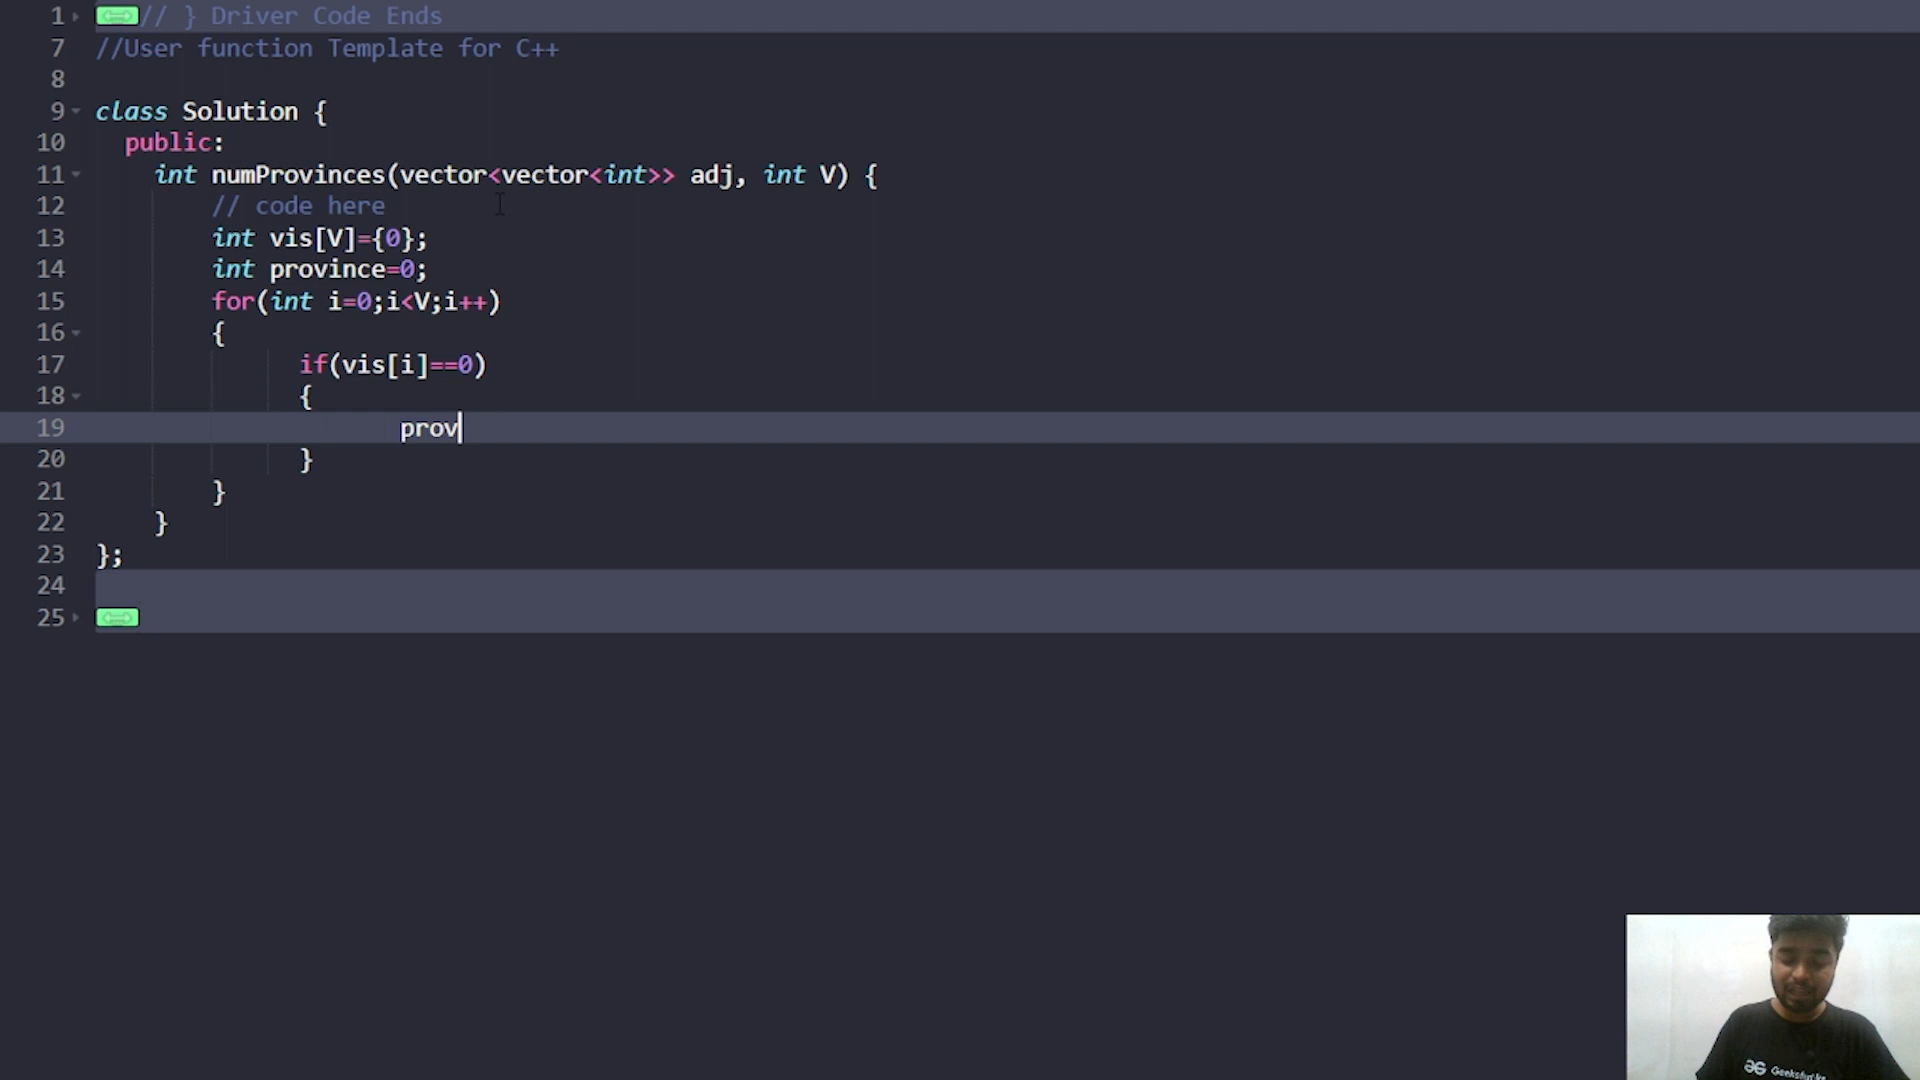 1 // } Driver Code Ends
7 //User function Template for C++
8
9 class Solution {
10 public:
11 int numProvinces(vector<vector<int>> adj, int V) {
12 // code here
13 int vis[V]={0};
14 int province=0;
15 for(int i=0;i<V;i++)
16 {
17 if(vis[i]==0)
18 {
19 prov
20 }
21 }
22 }
23 };
24
25